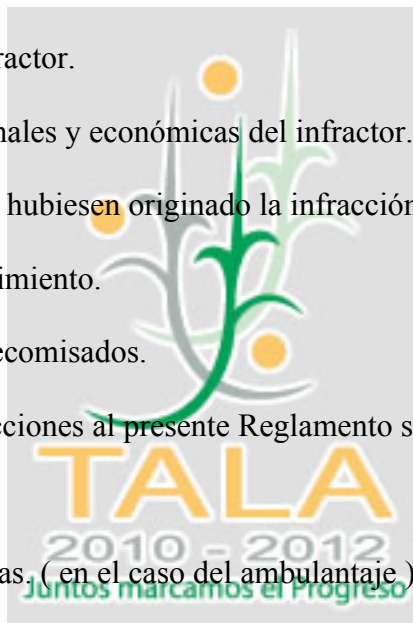 ractor.
nales y económicas del infractor.
hubiesen originado la infracción
imiento.
ecomisados.
cciones al presente Reglamento s
TALA
2010 – 2012
as. ( en el caso del ambulantaje )
Juntos marcamos el Progreso